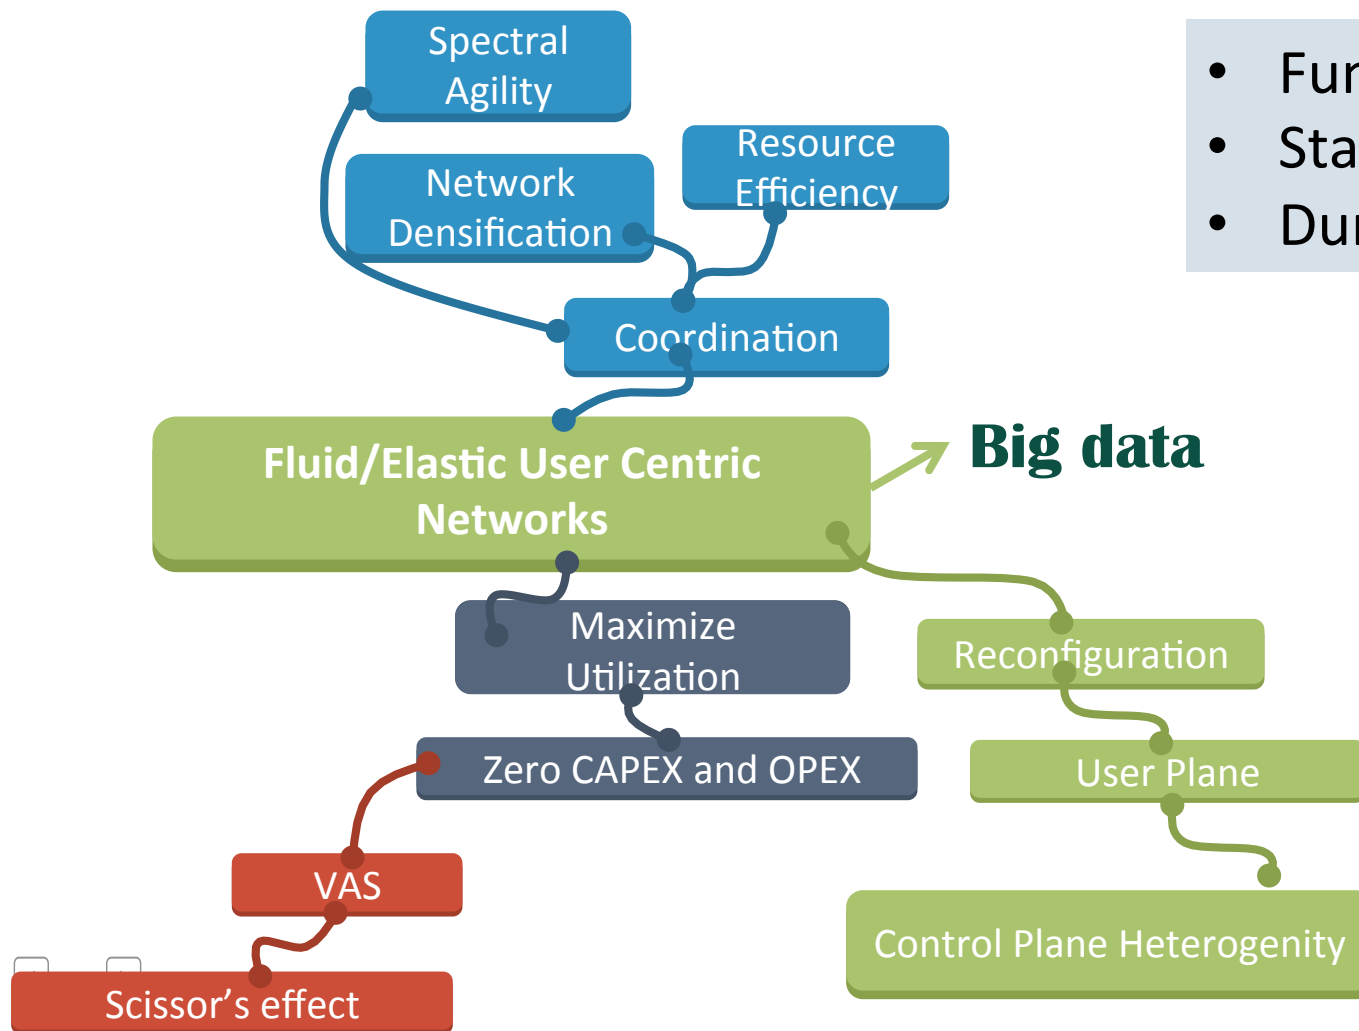 Spectral
Agility
Network
Densification
Resource
Efficiency
Coordination
Fluid/Elastic User Centric
Networks
Big data
Maximize
Utilization
Zero CAPEX and OPEX
VAS
Scissor’s effect
Reconfiguration
User Plane
Control Plane Heterogenity